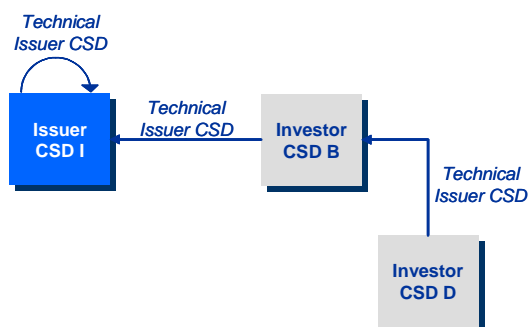 Technical
Issuer CSD
Issuer
CSD I
Technical
Issuer CSD
Investor
CSD B
Technical
Issuer CSD
Investor
CSD D